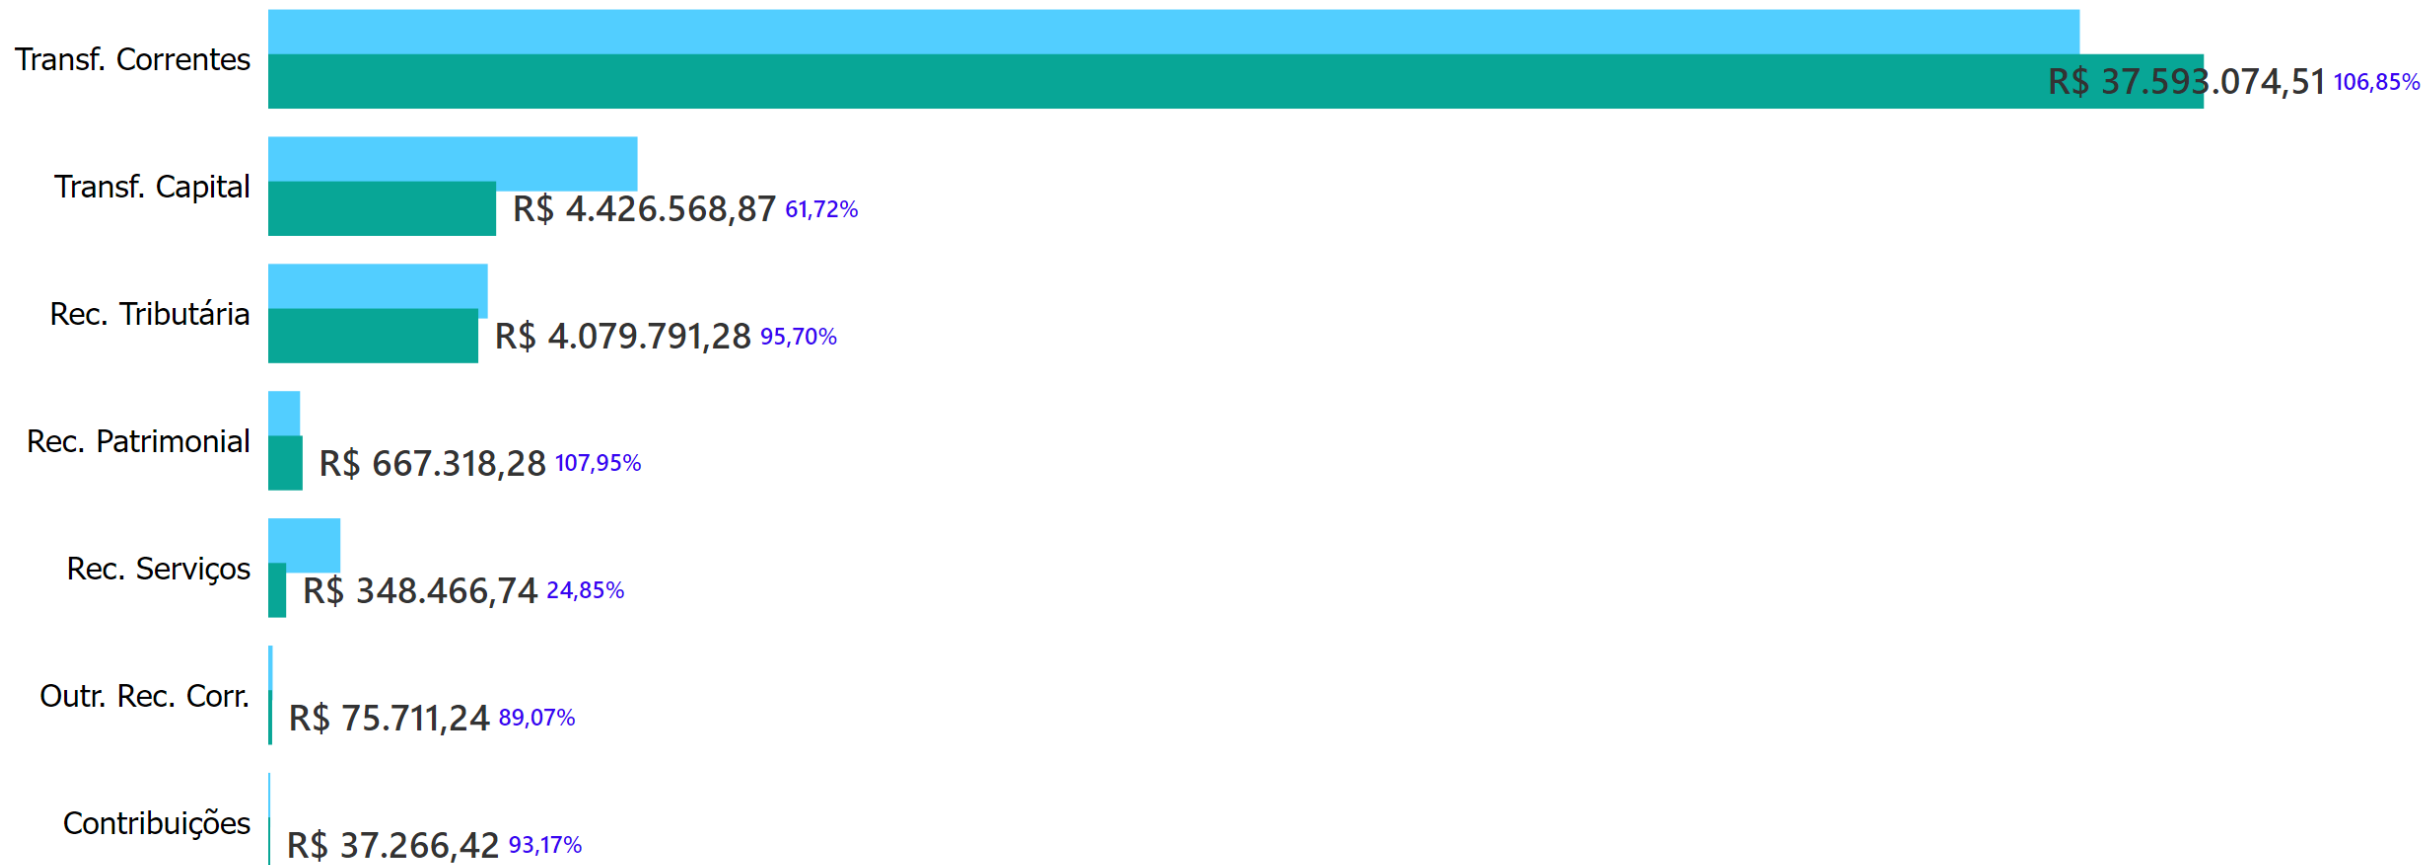 Transf. Correntes R$ 37.593.074,51 106,85%
Transf. Capital R$ 4.426.568,87 61,72%
Rec. Tributária R$ 4.079.791,28 95,70%
Rec. Patrimonial R$ 667.318,28 107,95%
Rec. Serviços R$ 348.466,74 24,85%
Outr. Rec. Corr. R$ 75.711,24 89,07%
Contribuições R$ 37.266,42 93,17%